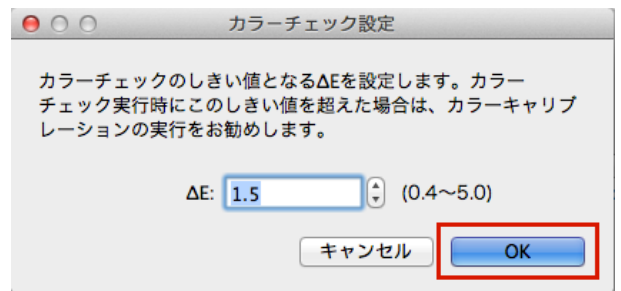 カラーチェック設定
カラーチェックのしきい値となるΔEを設定します。カラー
チェック実行時にこのしきい値を超えた場合は、カラーキャリブ
レーションの実行をお勧めします。
ΔE: 1.5 (0.4～5.0)
キャンセル OK